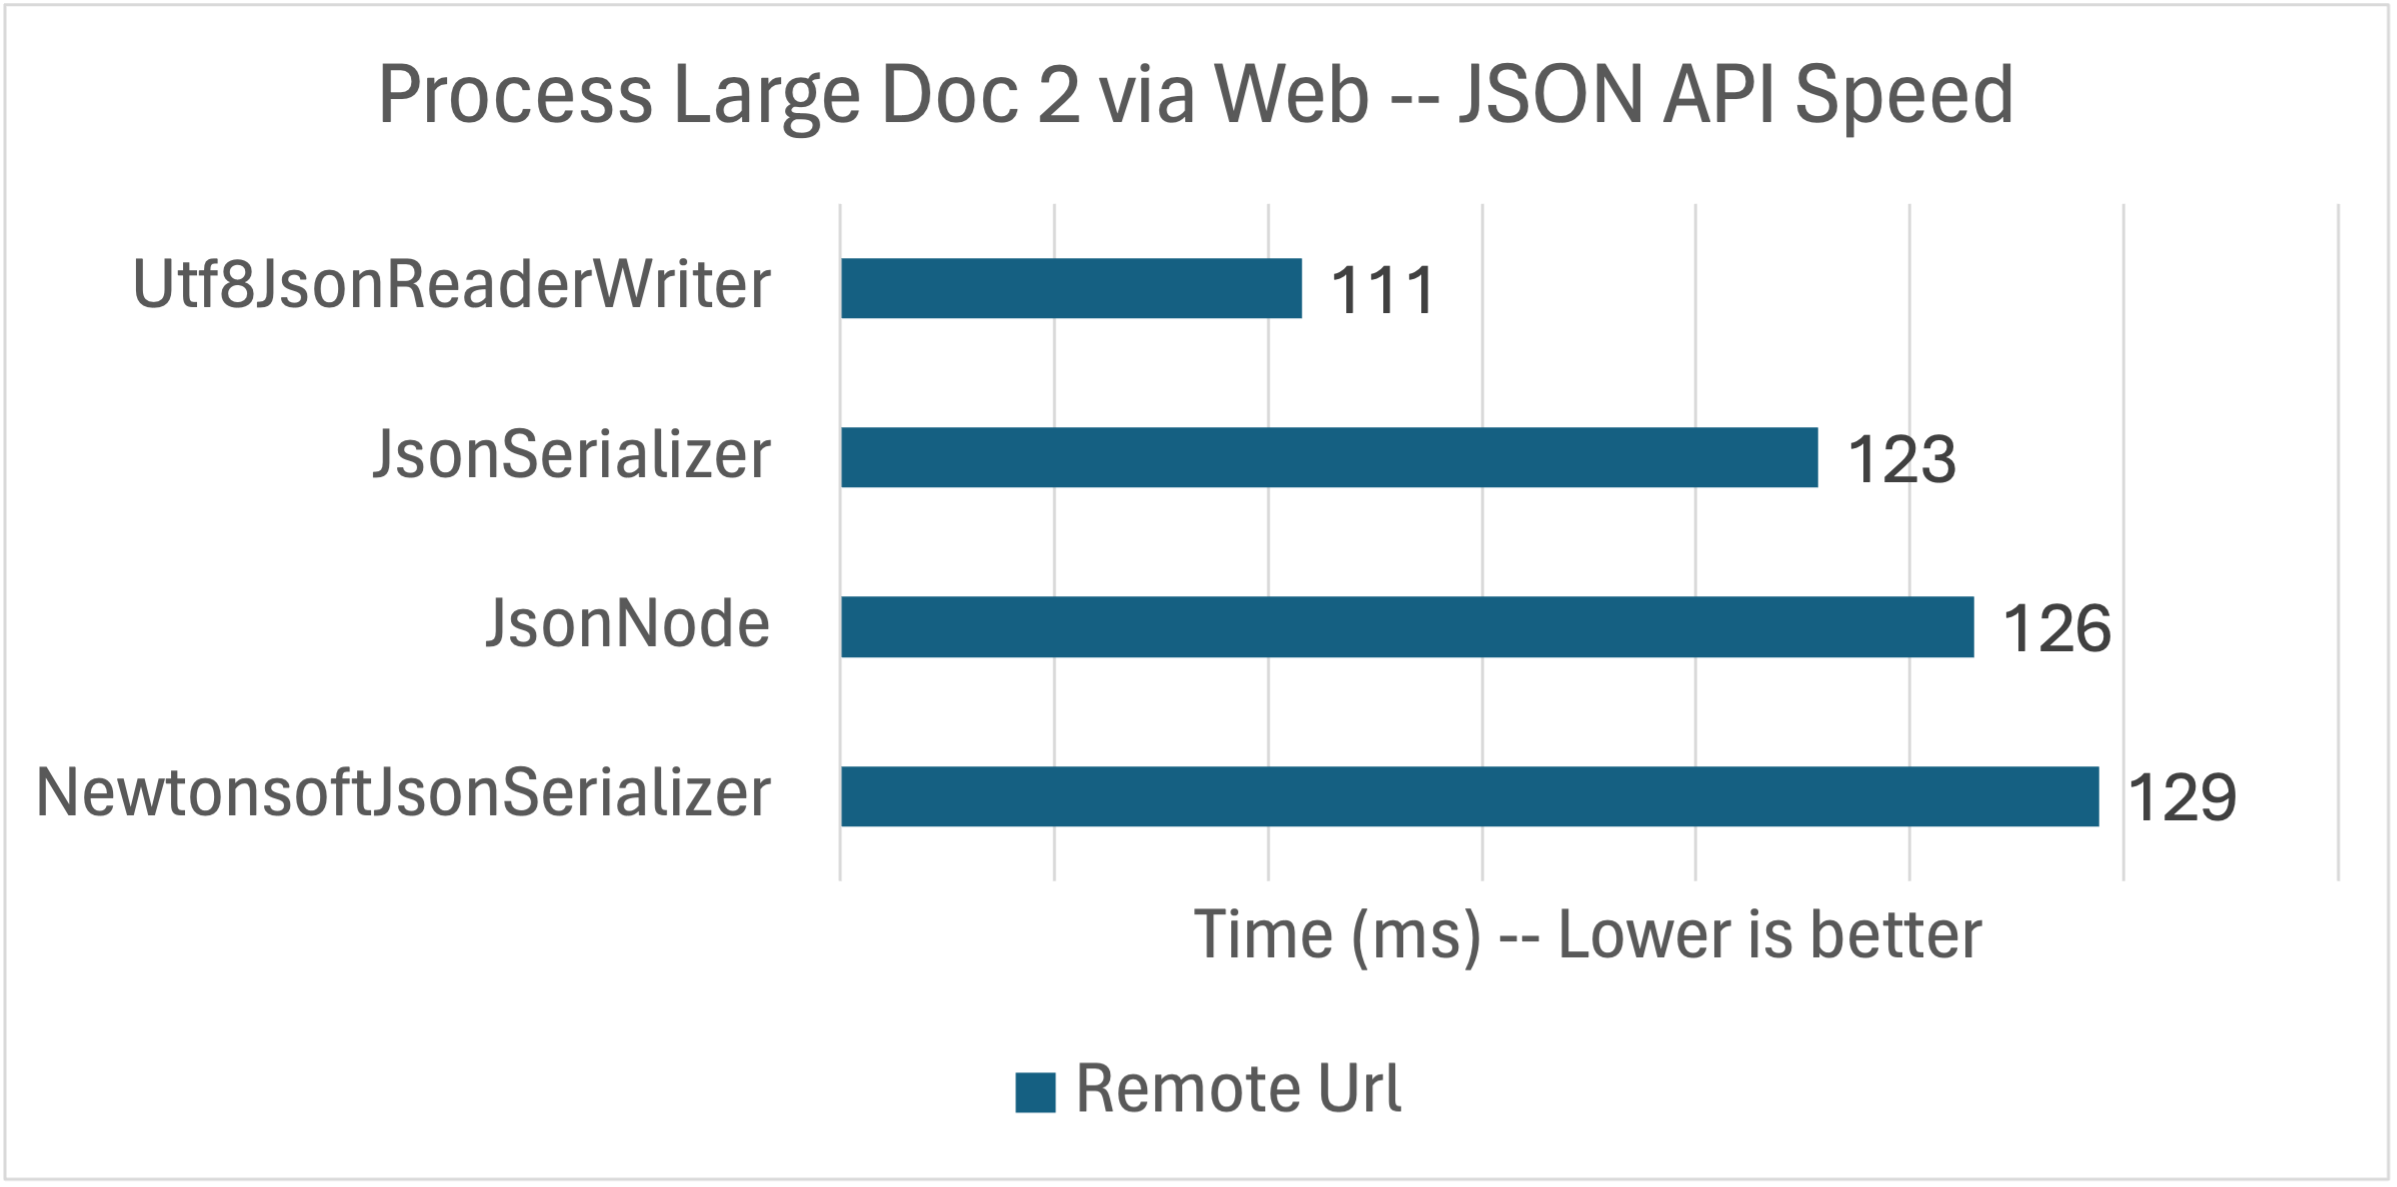 Process Large Doc 2 via Web -- JSON API Speed
Utf8JsonReaderWriter 111
JsonSerializer 123
JsonNode 126
NewtonsoftJsonSerializer 129
Time (ms) -- Lower is better
Remote Url